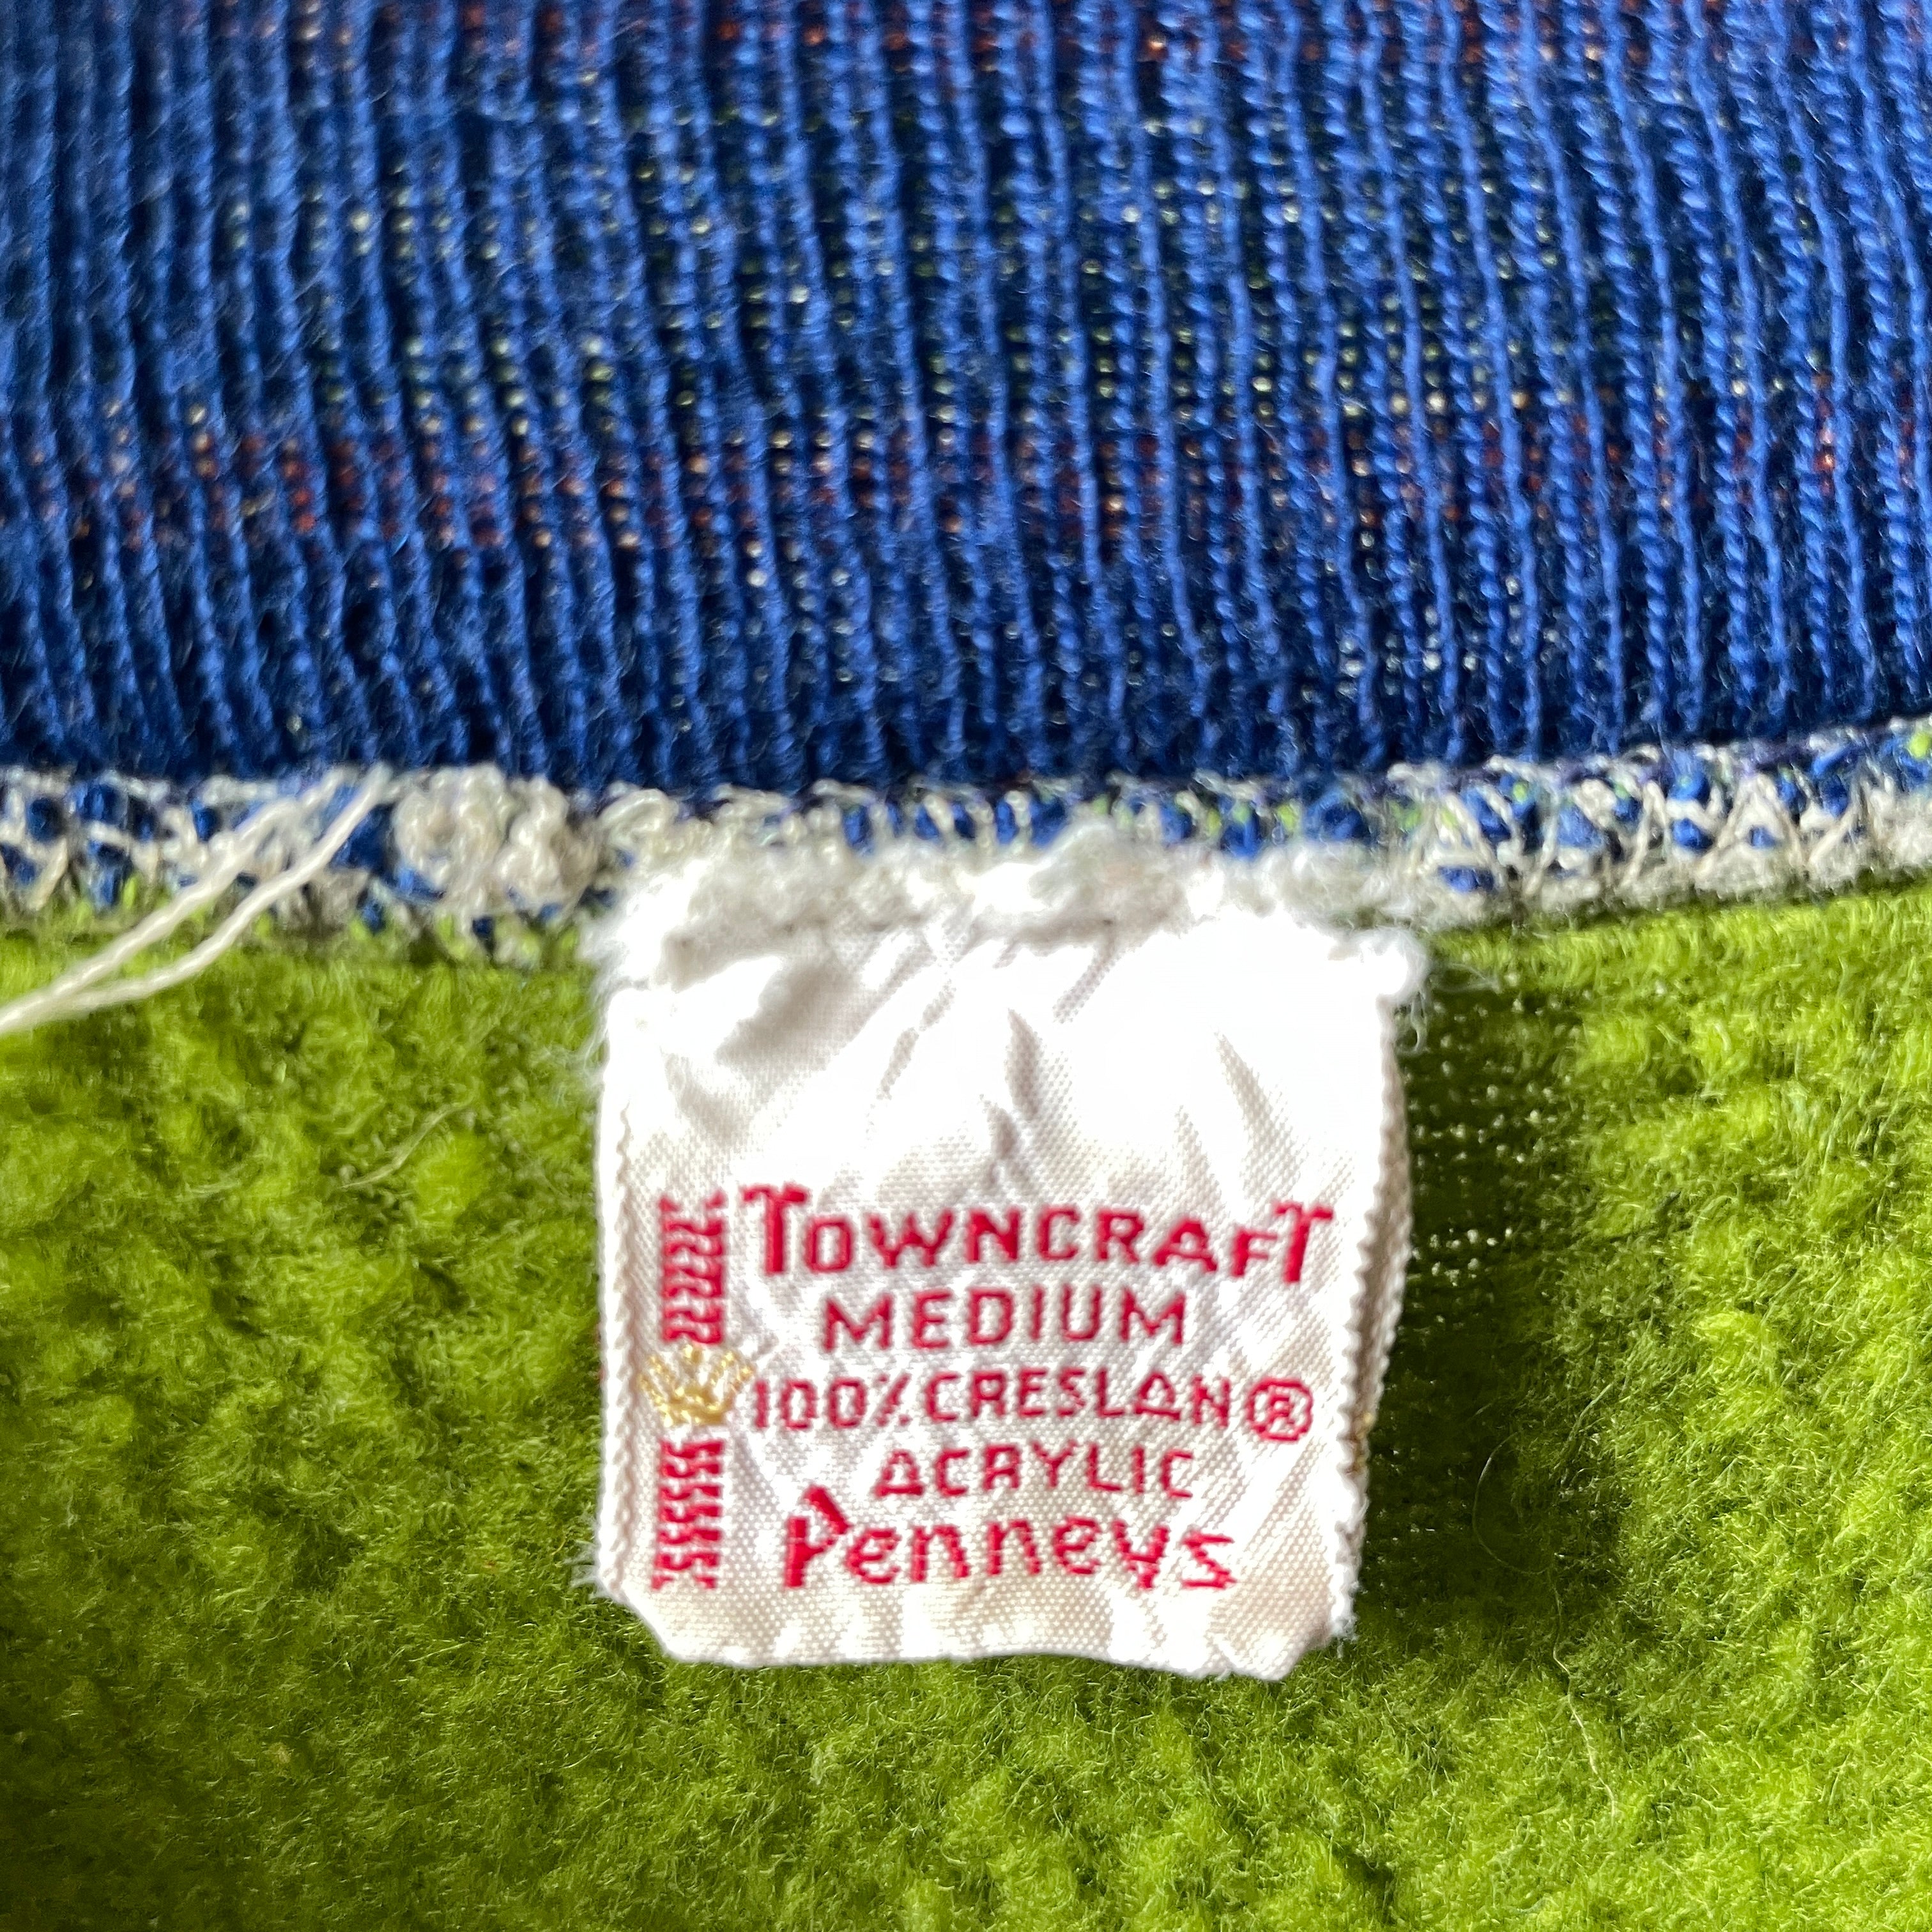 TOWNCRAFT
MEDIUM
100% CRESLAN®
ACRYLIC
Penneys